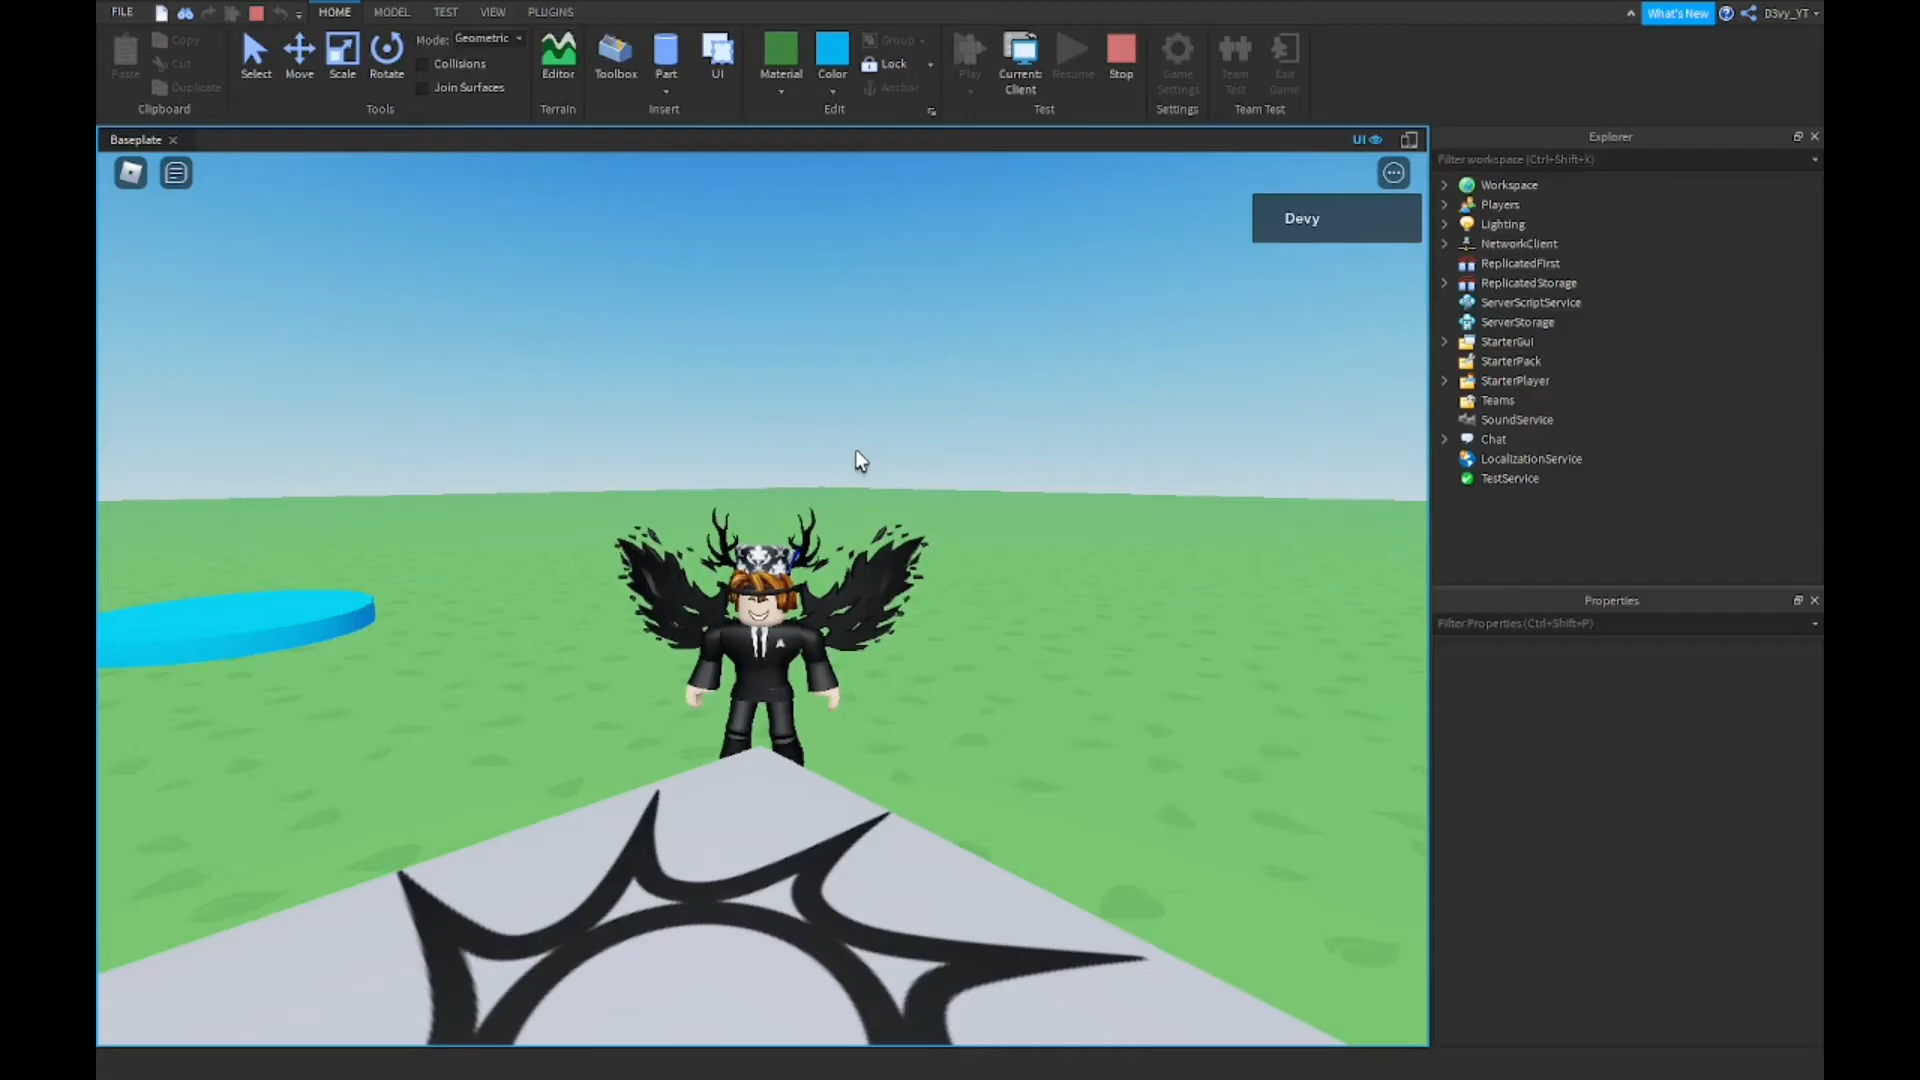 FILE HOME MODEL TEST VIEW PLUGINS What's New D3vy_YT
Paste Copy Cut Duplicate Clipboard
Select Move Scale Rotate Mode: Geometric Collisions Join Surfaces Tools
Editor Terrain
Toolbox Part UI Insert
Material Color Group Lock Anchor Edit
Play Current: Client Resume Stop Test
Game Settings Settings
Team Test Exit Game Team Test
Baseplate UI
Devy
Explorer
Filter workspace (Ctrl+Shift+X)
Workspace
Players
Lighting
NetworkClient
ReplicatedFirst
ReplicatedStorage
ServerScriptService
ServerStorage
StarterGui
StarterPack
StarterPlayer
Teams
SoundService
Chat
LocalizationService
TestService
Properties
Filter Properties (Ctrl+Shift+P)